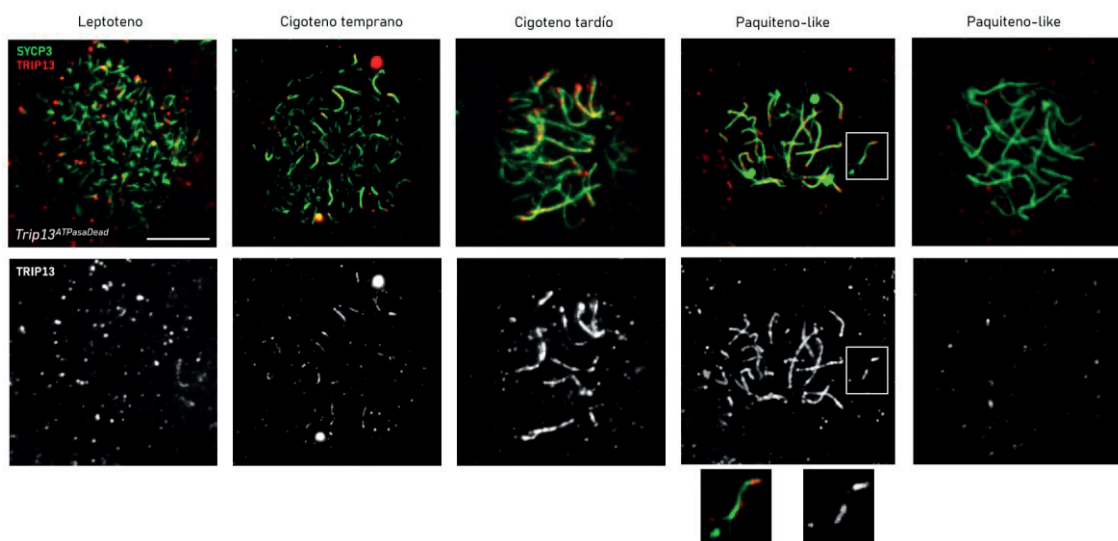 Leptoteno
Cigoteno temprano
Cigoteno tardío
Paquiteno-like
Paquiteno-like
SYCP3
TRIP13
Trip13ATPasaDead
TRIP13